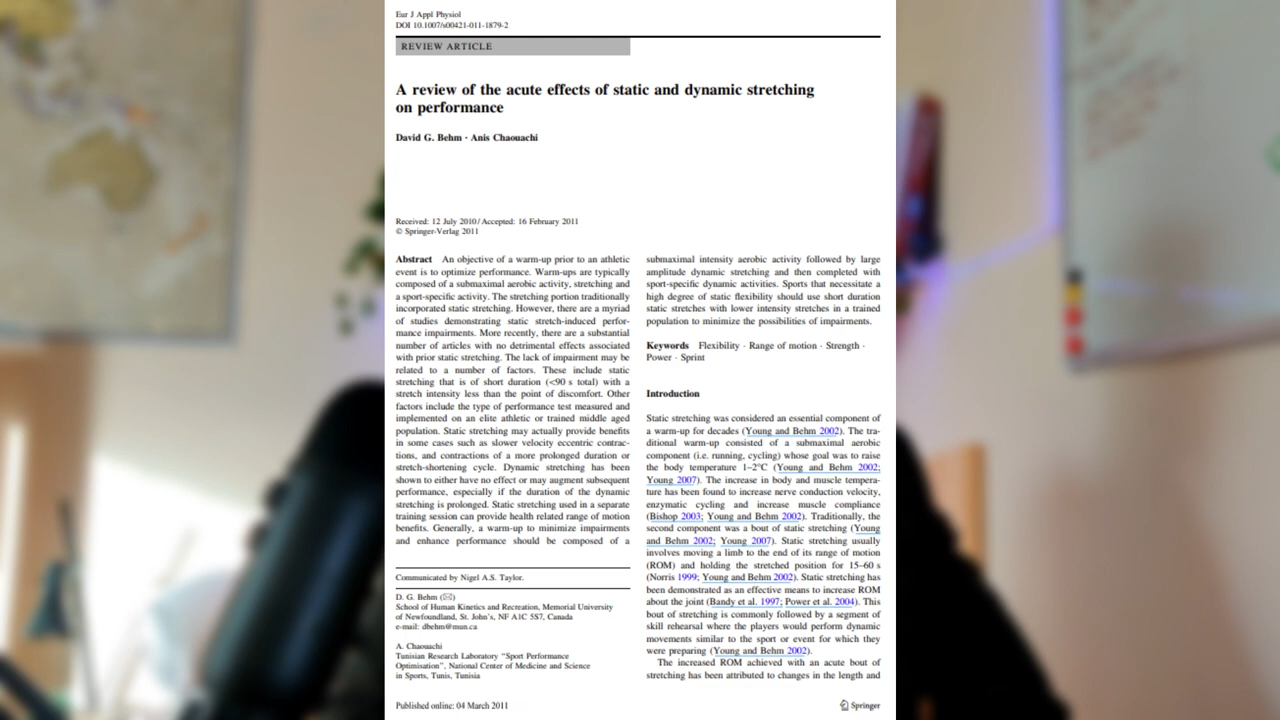 Eur J Appl Physiol
DOI 10.1007/s00421-011-1879-2
REVIEW ARTICLE
A review of the acute effects of static and dynamic stretching
on performance
David G. Behm · Anis Chaouachi
Received: 12 July 2010 / Accepted: 16 February 2011
© Springer-Verlag 2011
Abstract An objective of a warm-up prior to an athletic
event is to optimize performance. Warm-ups are typically
composed of a submaximal aerobic activity, stretching and
a sport-specific activity. The stretching portion traditionally
incorporated static stretching. However, there are a myriad
of studies demonstrating static stretch-induced perfor-
mance impairments. More recently, there are a substantial
number of articles with no detrimental effects associated
with prior static stretching. The lack of impairment may be
related to a number of factors. These include static
stretching that is of short duration (<90 s total) with a
stretch intensity less than the point of discomfort. Other
factors include the type of performance test measured and
implemented on an elite athletic or trained middle aged
population. Static stretching may actually provide benefits
in some cases such as slower velocity eccentric contrac-
tions, and contractions of a more prolonged duration or
stretch-shortening cycle. Dynamic stretching has been
shown to either have no effect or may augment subsequent
performance, especially if the duration of the dynamic
stretching is prolonged. Static stretching used in a separate
training session can provide health related range of motion
benefits. Generally, a warm-up to minimize impairments
and enhance performance should be composed of a
Communicated by Nigel A.S. Taylor.
D. G. Behm (✉)
School of Human Kinetics and Recreation, Memorial University
of Newfoundland, St. John's, NF A1C 5S7, Canada
e-mail: dbehm@mun.ca
A. Chaouachi
Tunisian Research Laboratory "Sport Performance
Optimisation", National Center of Medicine and Science
in Sports, Tunis, Tunisia
submaximal intensity aerobic activity followed by large
amplitude dynamic stretching and then completed with
sport-specific dynamic activities. Sports that necessitate a
high degree of static flexibility should use short duration
static stretches with lower intensity stretches in a trained
population to minimize the possibilities of impairments.
Keywords Flexibility · Range of motion · Strength ·
Power · Sprint
Introduction
Static stretching was considered an essential component of
a warm-up for decades (Young and Behm 2002). The tra-
ditional warm-up consisted of a submaximal aerobic
component (i.e. running, cycling) whose goal was to raise
the body temperature 1–2°C (Young and Behm 2002;
Young 2007). The increase in body and muscle tempera-
ture has been found to increase nerve conduction velocity,
enzymatic cycling and increase muscle compliance
(Bishop 2003; Young and Behm 2002). Traditionally, the
second component was a bout of static stretching (Young
and Behm 2002; Young 2007). Static stretching usually
involves moving a limb to the end of its range of motion
(ROM) and holding the stretched position for 15–60 s
(Norris 1999; Young and Behm 2002). Static stretching has
been demonstrated as an effective means to increase ROM
about the joint (Bandy et al. 1997; Power et al. 2004). This
bout of stretching is commonly followed by a segment of
skill rehearsal where the players would perform dynamic
movements similar to the sport or event for which they
were preparing (Young and Behm 2002).
The increased ROM achieved with an acute bout of
stretching has been attributed to changes in the length and
Published online: 04 March 2011
Springer